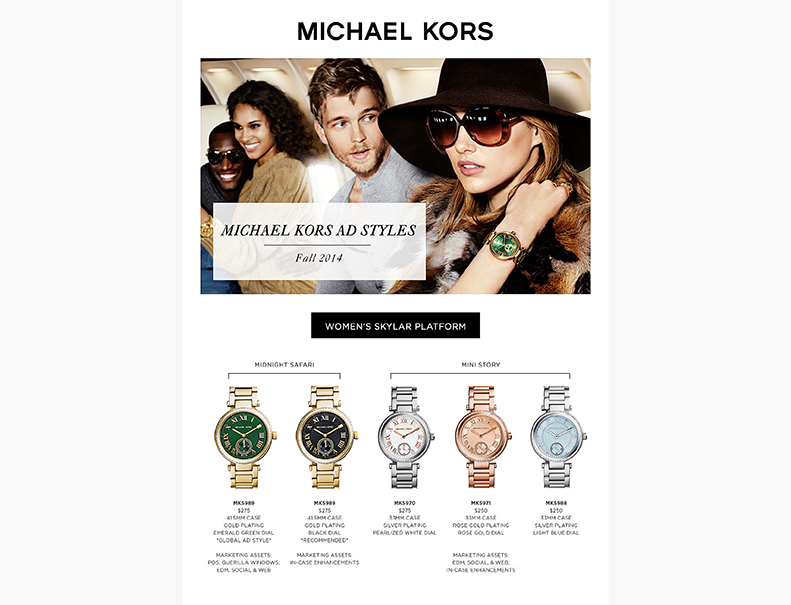 MICHAEL KORS
MICHAEL KORS AD STYLES
Fall 2014
WOMEN'S SKYLAR PLATFORM
MIDNIGHT SAFARI
MINI STORY
MK5989
$275
41.5MM CASE
GOLD PLATING
EMERALD GREEN DIAL
"GLOBAL AD STYLE"
MARKETING ASSETS:
POS, GUERILLA WINDOWS,
EDM, SOCIAL & WEB
MK5989
$275
41.5MM CASE
GOLD PLATING
BLACK DIAL
"RECOMMENDED"
MARKETING ASSETS:
IN-CASE ENHANCEMENTS
MK5970
$275
33MM CASE
SILVER PLATING
PEARLIZED WHITE DIAL
MK5971
$250
33MM CASE
ROSE GOLD PLATING
ROSE GOLD DIAL
MARKETING ASSETS:
EDM, SOCIAL, & WEB,
IN-CASE ENHANCEMENTS
MK5988
$250
33MM CASE
SILVER PLATING
LIGHT BLUE DIAL